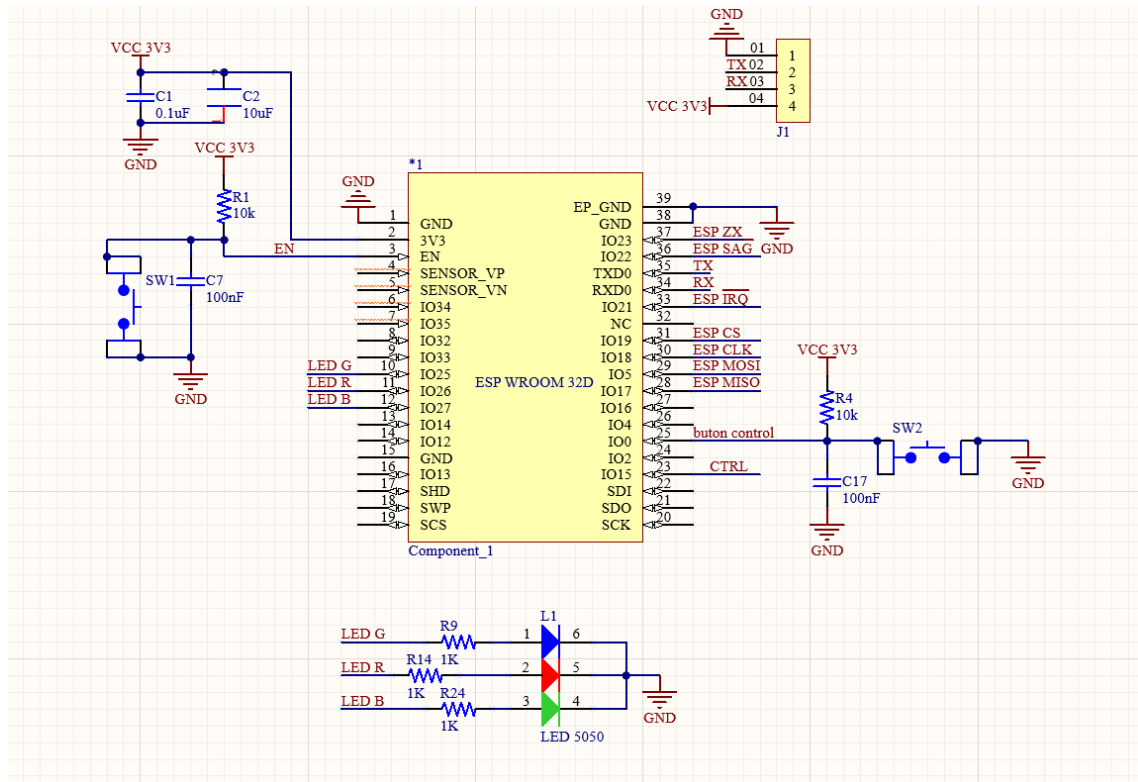 VCC 3V3
C1
0.1uF
C2
10uF
GND
VCC 3V3
R1
10k
EN
SW1
C7
100nF
GND
GND
01 1
TX 02 2
RX 03 3
VCC 3V3 04 4
J1
*1
GND
1 GND
2 3V3
3 EN
4 SENSOR_VP
5 SENSOR_VN
6 IO34
7 IO35
8 IO32
9 IO33
LED G 10 IO25
LED R 11 IO26
LED B 12 IO27
13 IO14
14 IO12
15 GND
16 IO13
17 SHD
18 SWP
19 SCS
ESP WROOM 32D
EP_GND 39
GND 38
IO23 37 ESP ZX
IO22 36 ESP SAG
TXD0 35 TX
RXD0 34 RX
IO21 33 ESP IRQ
NC 32
IO19 31 ESP CS
IO18 30 ESP CLK
IO5 29 ESP MOSI
IO17 28 ESP MISO
IO16 27
IO4 26
IO0 25 buton control
IO2 24
IO15 23 CTRL
SDI 22
SDO 21
SCK 20
GND
Component_1
VCC 3V3
R4
10k
SW2
GND
C17
100nF
GND
L1
LED G R9 1K 1 6
LED R R14 1K 2 5
LED B R24 1K 3 4
GND
LED 5050